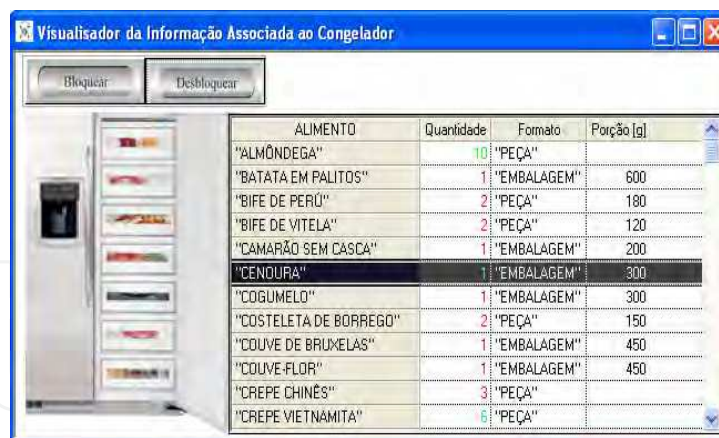 Visualisador da Informação Associada ao Congelador
Bloquear Desbloquear
ALIMENTO Quantidade Formato Porção [g]
"ALMÔNDEGA" 10 "PEÇA"
"BATATA EM PALITOS" 1 "EMBALAGEM" 600
"BIFE DE PERÚ" 2 "PEÇA" 180
"BIFE DE VITELA" 2 "PEÇA" 120
"CAMARÃO SEM CASCA" 1 "EMBALAGEM" 200
"CENOURA" 1 "EMBALAGEM" 300
"COGUMELO" 1 "EMBALAGEM" 300
"COSTELETA DE BORREGO" 2 "PEÇA" 150
"COUVE DE BRUXELAS" 1 "EMBALAGEM" 450
"COUVE-FLOR" 1 "EMBALAGEM" 450
"CREPE CHINÊS" 3 "PEÇA"
"CREPE VIETNAMITA" 6 "PEÇA"